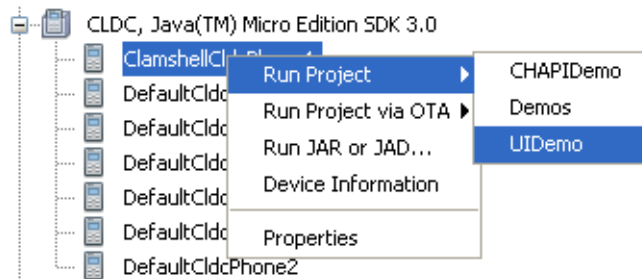 CLDC, Java(TM) Micro Edition SDK 3.0
ClamshellCldcPhone1
DefaultCldc
DefaultCldc
DefaultCldc
DefaultCldc
DefaultCldc
DefaultCldcPhone2
Run Project
Run Project via OTA
Run JAR or JAD...
Device Information
Properties
CHAPIDemo
Demos
UIDemo